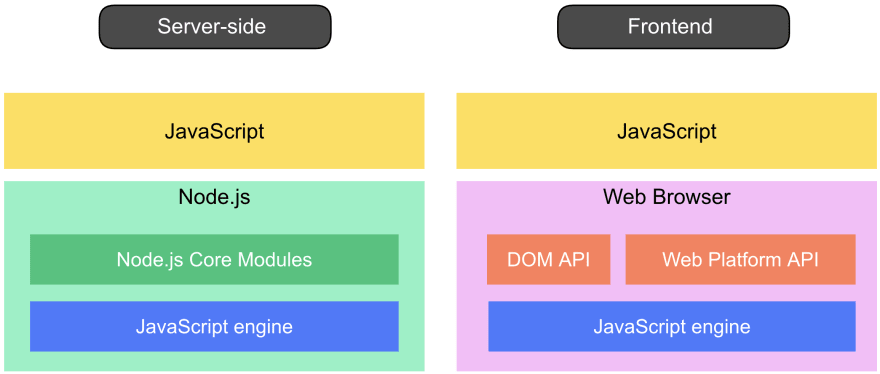 Server-side
Frontend
JavaScript
JavaScript
Node.js
Web Browser
Node.js Core Modules
DOM API
Web Platform API
JavaScript engine
JavaScript engine